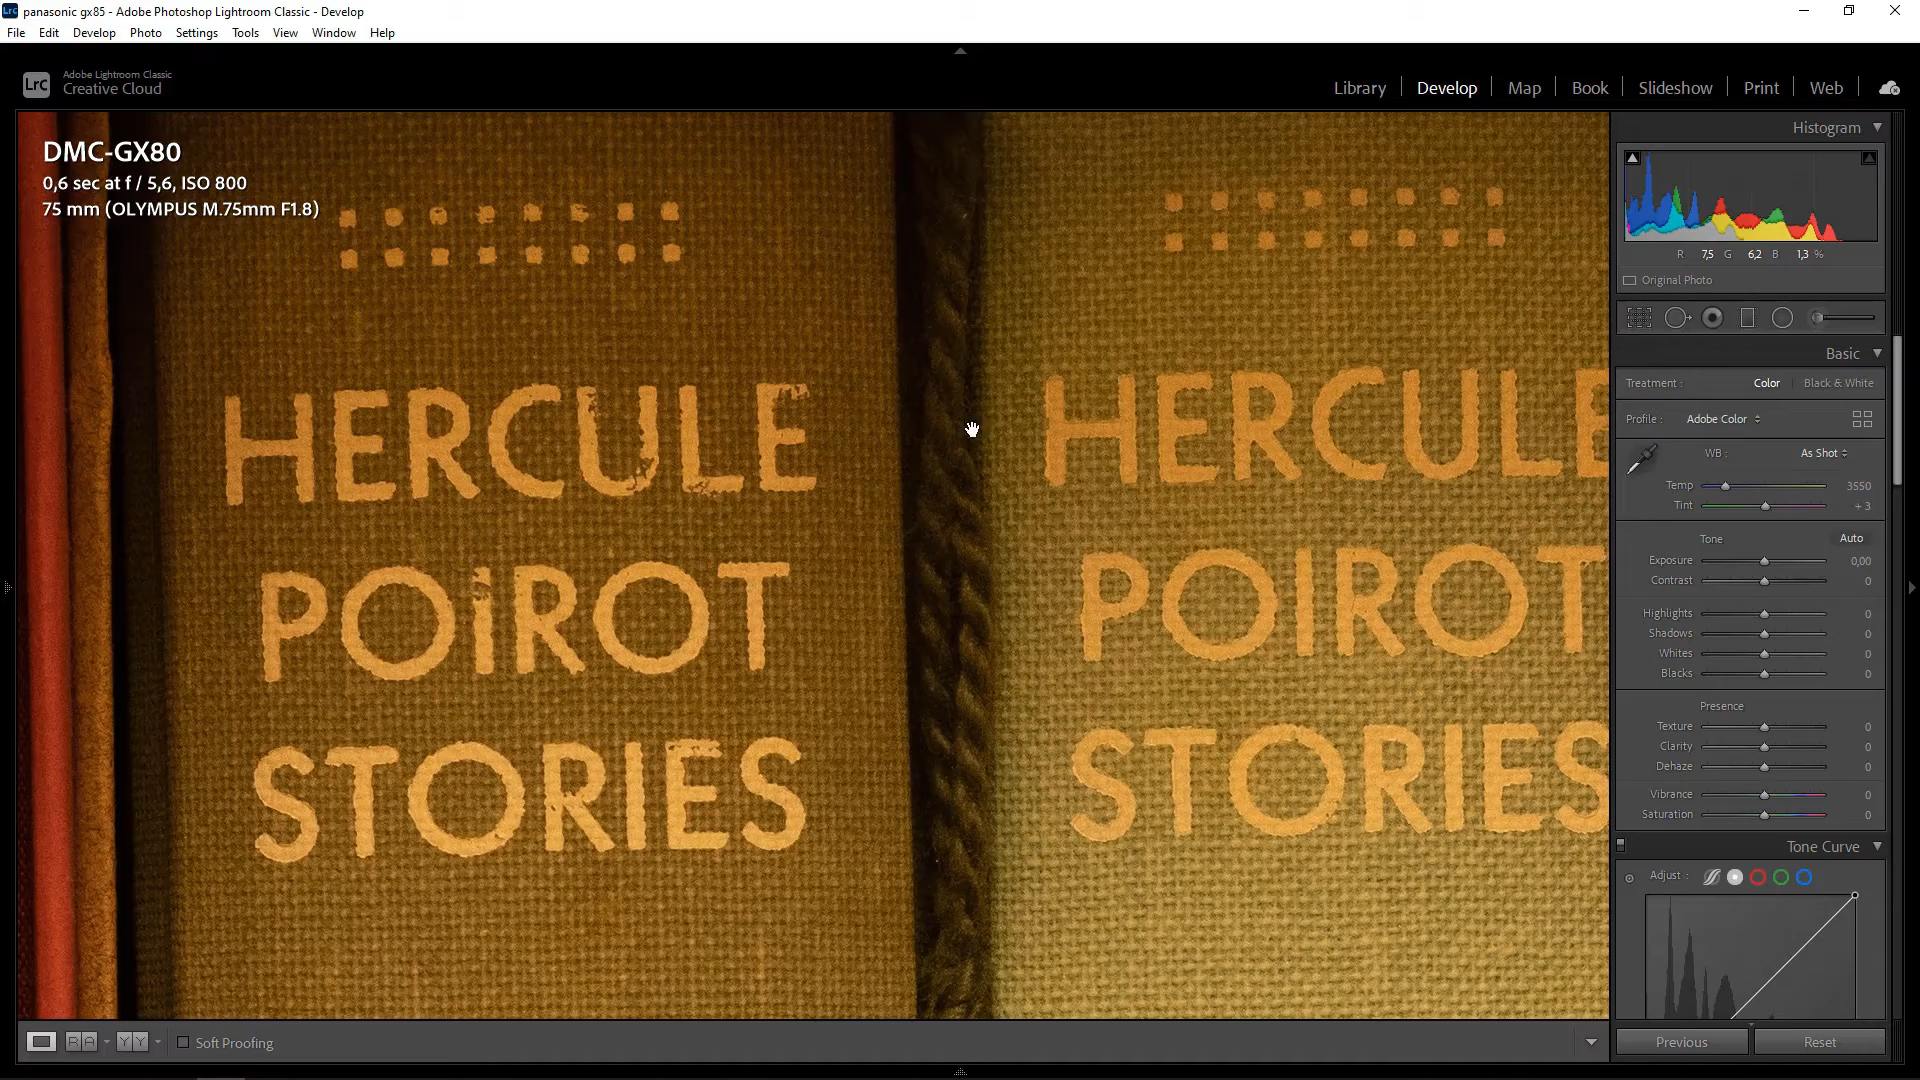 Lrc panasonic gx85 - Adobe Photoshop Lightroom Classic - Develop
File Edit Develop Photo Settings Tools View Window Help
LrC Adobe Lightroom Classic
Creative Cloud
Library Develop Map Book Slideshow Print Web
DMC-GX80
0,6 sec at f / 5,6, ISO 800
75 mm (OLYMPUS M.75mm F1.8)
HERCULE
POIROT
STORIES
HERCULE
POIROT
STORIES
Histogram
R 7,5 G 6,2 B 1,3 %
Original Photo
Basic
Treatment : Color Black & White
Profile : Adobe Color
WB : As Shot
Temp 3550
Tint + 3
Tone Auto
Exposure 0,00
Contrast 0
Highlights 0
Shadows 0
Whites 0
Blacks 0
Presence
Texture 0
Clarity 0
Dehaze 0
Vibrance 0
Saturation 0
Tone Curve
Adjust :
R A Y Y Soft Proofing
Previous Reset